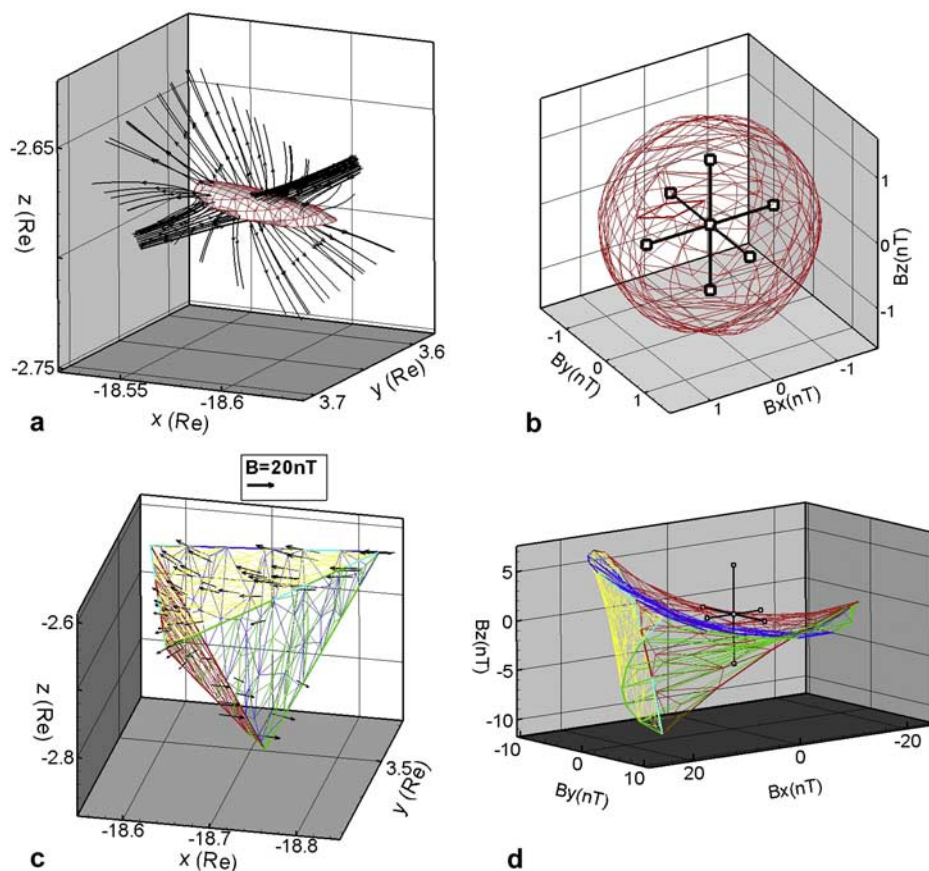 -2.65
z (Re)
-2.75
-18.55
-18.6
x (Re)
3.7
y (Re)
3.6
a
1
0
-1
Bz(nT)
-1
0
1
By(nT)
1
0
-1
Bx(nT)
b
B=20nT
-2.6
z (Re)
-2.8
-18.6
-18.7
-18.8
x (Re)
3.5
y (Re)
c
5
0
-5
-10
Bz(nT)
-10
0
10
By(nT)
20
0
-20
Bx(nT)
d